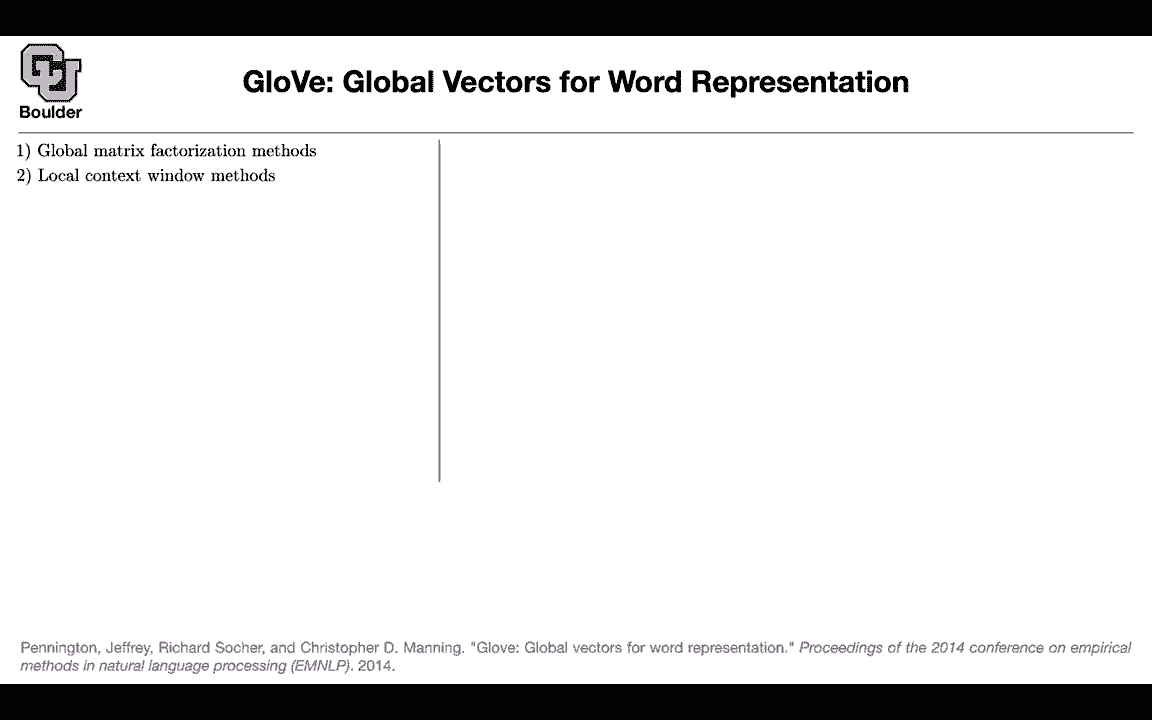 CU
Boulder
GloVe: Global Vectors for Word Representation
1) Global matrix factorization methods
2) Local context window methods
Pennington, Jeffrey, Richard Socher, and Christopher D. Manning. "Glove: Global vectors for word representation." Proceedings of the 2014 conference on empirical
methods in natural language processing (EMNLP). 2014.